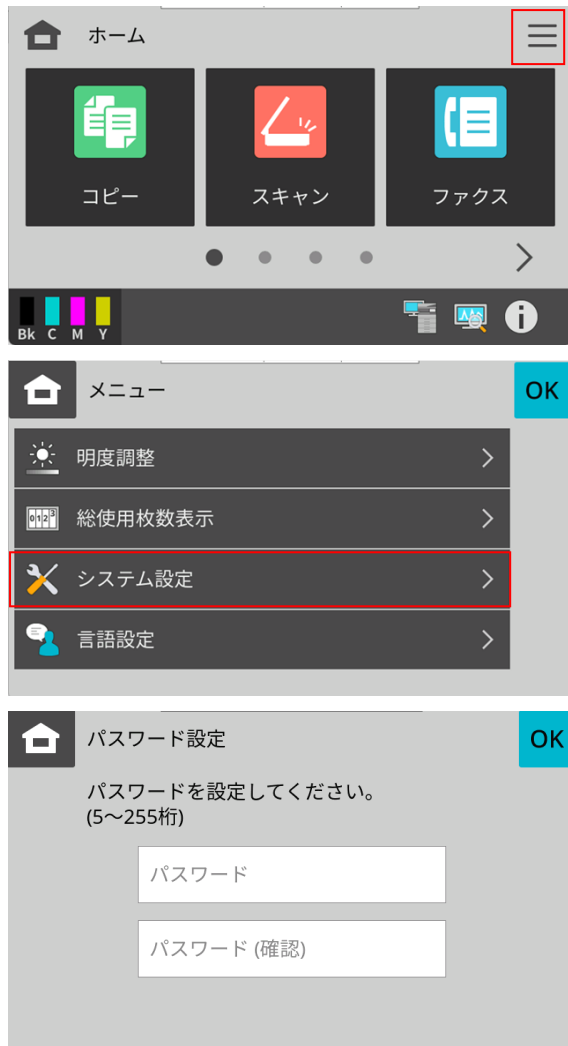 ホーム
コピー
スキャン
ファクス
Bk C M Y
メニュー
OK
明度調整
総使用枚数表示
システム設定
言語設定
パスワード設定
OK
パスワードを設定してください。
(5～255桁)
パスワード
パスワード (確認)